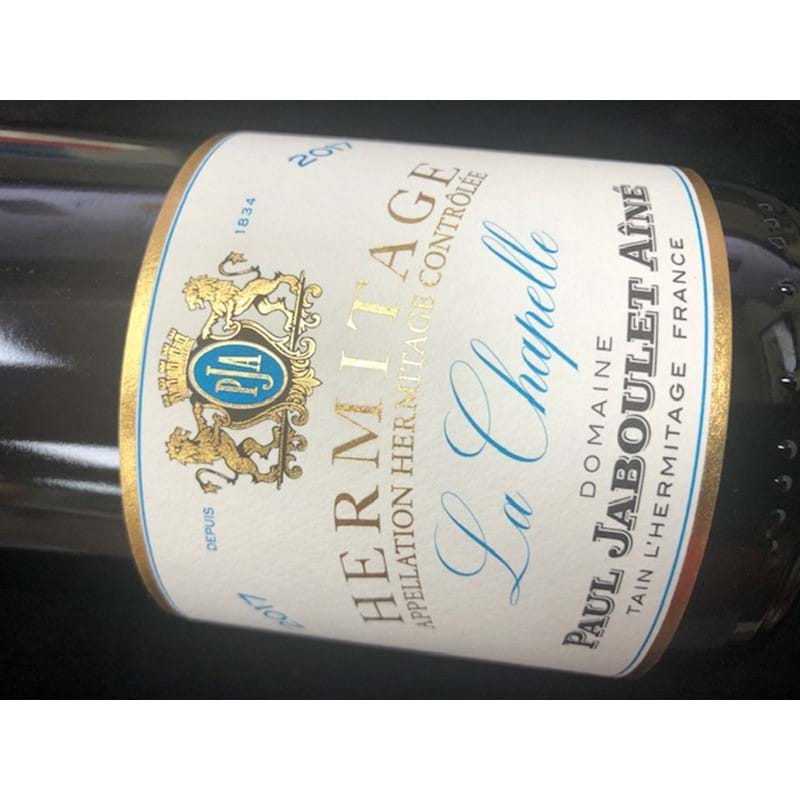 2017 2017
DEPUIS 1834
PJA
HERMITAGE
APPELLATION HERMITAGE CONTRÔLÉE
La Chapelle
DOMAINE
PAUL JABOULET AÎNÉ
TAIN L'HERMITAGE FRANCE